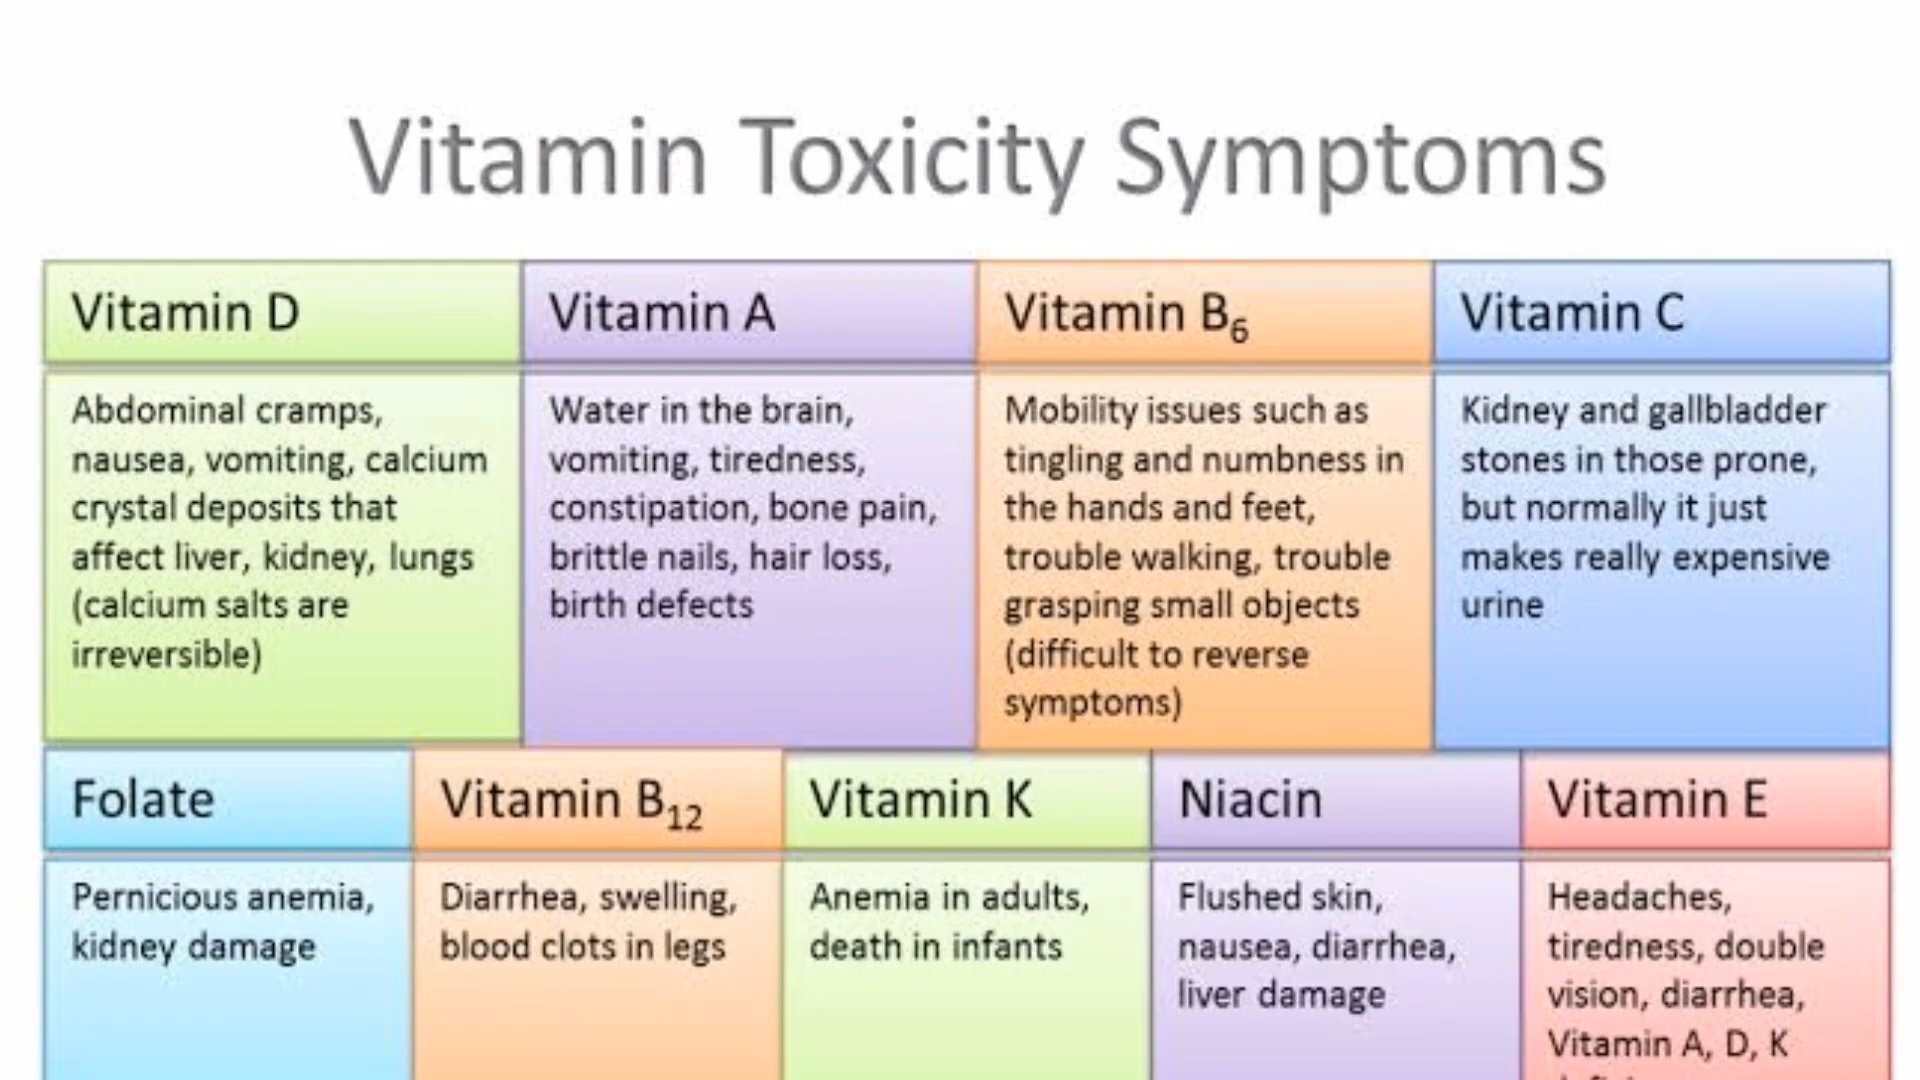 Vitamin Toxicity Symptoms
Vitamin D
Vitamin A
Vitamin B6
Vitamin C
Abdominal cramps,
nausea, vomiting, calcium
crystal deposits that
affect liver, kidney, lungs
(calcium salts are
irreversible)
Water in the brain,
vomiting, tiredness,
constipation, bone pain,
brittle nails, hair loss,
birth defects
Mobility issues such as
tingling and numbness in
the hands and feet,
trouble walking, trouble
grasping small objects
(difficult to reverse
symptoms)
Kidney and gallbladder
stones in those prone,
but normally it just
makes really expensive
urine
Folate
Vitamin B12
Vitamin K
Niacin
Vitamin E
Pernicious anemia,
kidney damage
Diarrhea, swelling,
blood clots in legs
Anemia in adults,
death in infants
Flushed skin,
nausea, diarrhea,
liver damage
Headaches,
tiredness, double
vision, diarrhea,
Vitamin A, D, K